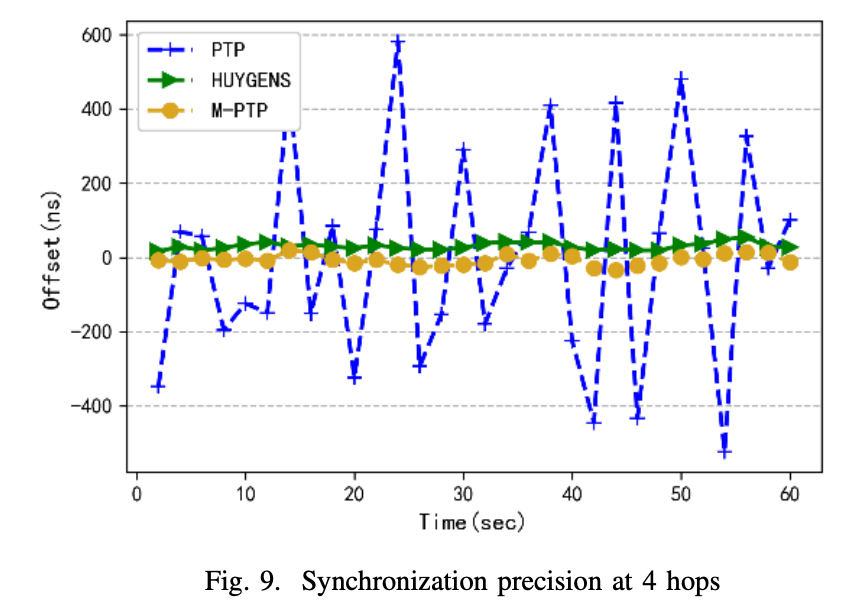 600
400
200
0
−200
−400
Offset(ns)
PTP
HUYGENS
M-PTP
0 10 20 30 40 50 60
Time(sec)
Fig. 9. Synchronization precision at 4 hops